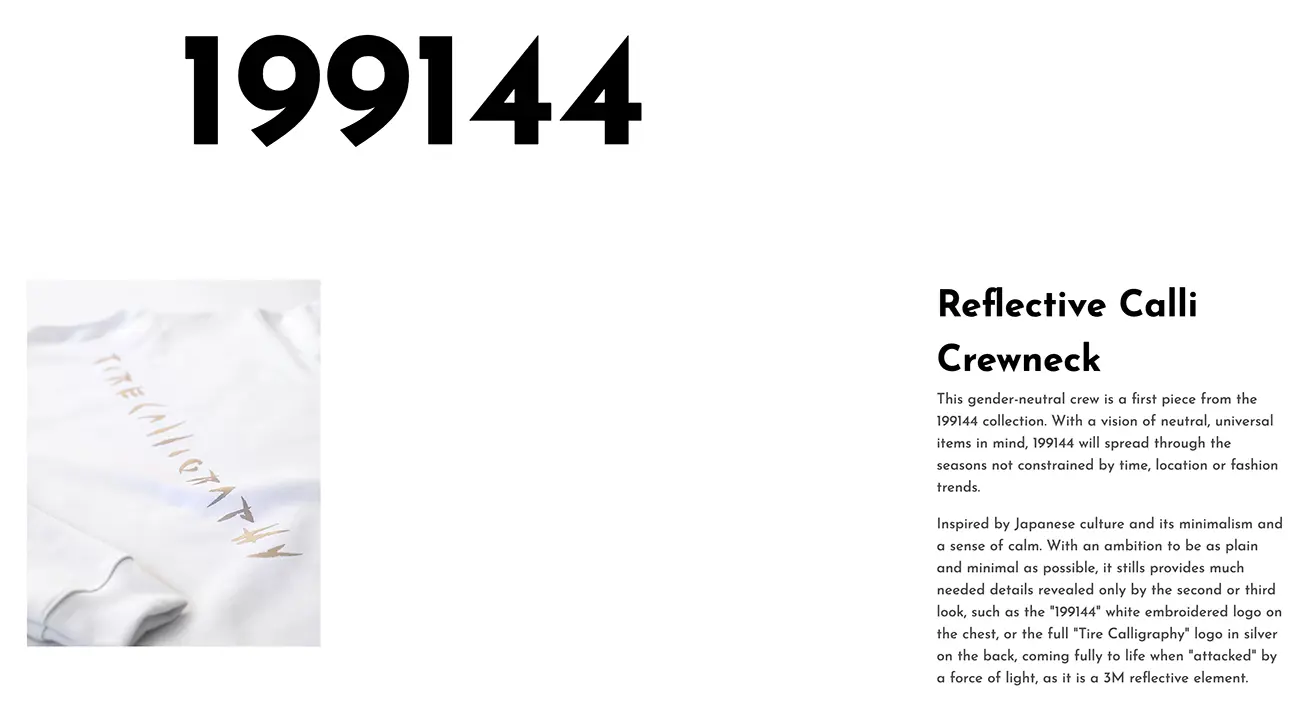 199144
TIRECALLIGRAPHY
Reflective Calli
Crewneck
This gender-neutral crew is a first piece from the
199144 collection. With a vision of neutral, universal
items in mind, 199144 will spread through the
seasons not constrained by time, location or fashion
trends.
Inspired by Japanese culture and its minimalism and
a sense of calm. With an ambition to be as plain
and minimal as possible, it stills provides much
needed details revealed only by the second or third
look, such as the "199144" white embroidered logo on
the chest, or the full "Tire Calligraphy" logo in silver
on the back, coming fully to life when "attacked" by
a force of light, as it is a 3M reflective element.